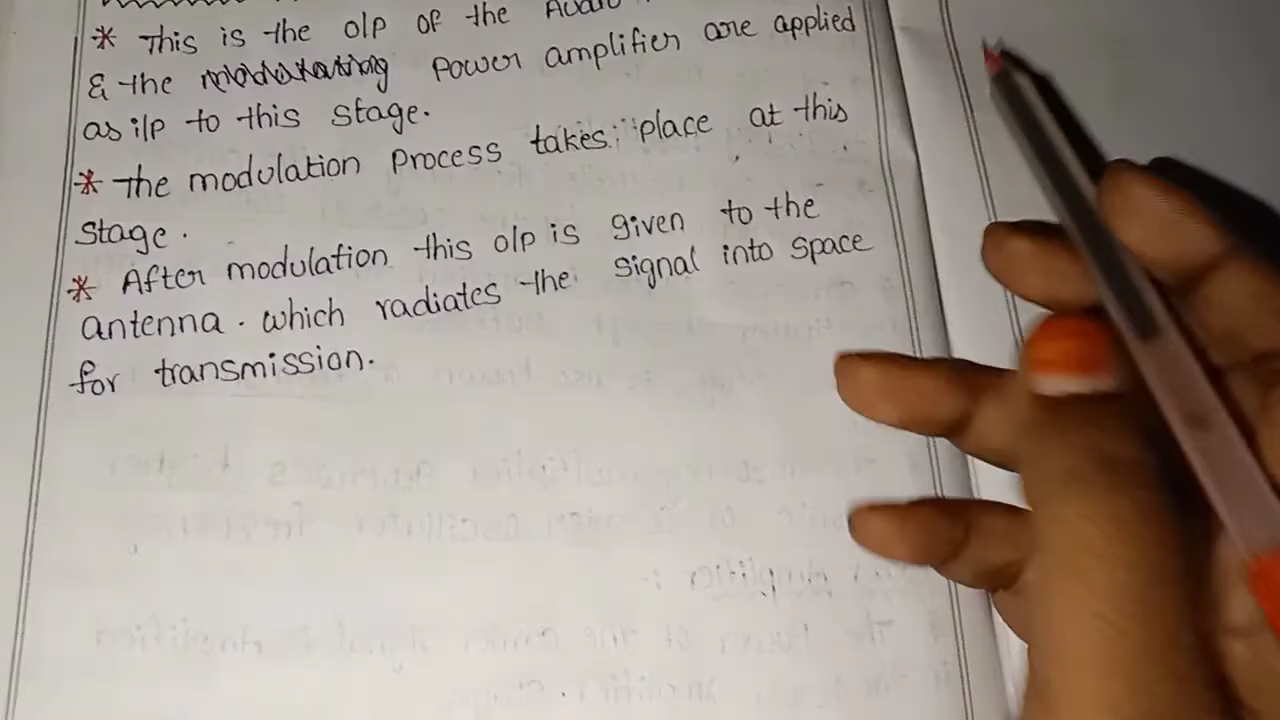 * This is the o/p of the Audio
& the Power amplifier are applied
as i/p to this stage.
* The modulation process takes place at this
stage.
* After modulation this o/p is given to the
antenna. which radiates the signal into space
for transmission.